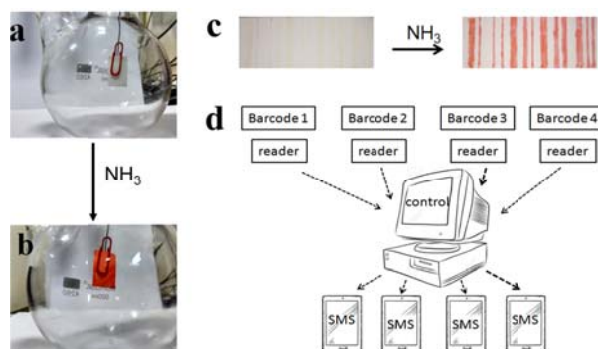 a
NH3
b
c
NH3
d
Barcode 1
Barcode 2
Barcode 3
Barcode 4
reader
reader
reader
reader
control
SMS
SMS
SMS
SMS